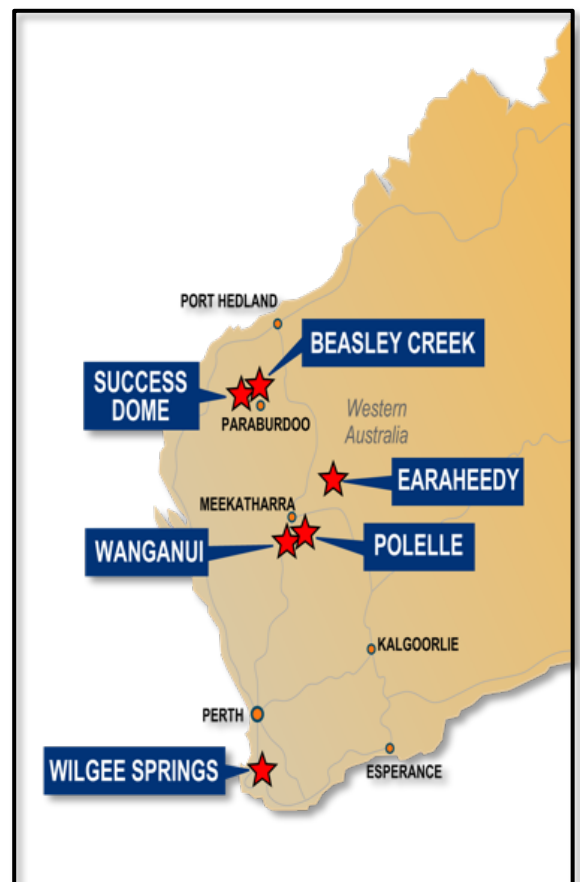 PORT HEDLAND
BEASLEY CREEK
SUCCESS
DOME
PARABURDOO
Western
Australia
EARAHEEDY
MEEKATHARRA
WANGANUI
POLELLE
KALGOORLIE
PERTH
WILGEE SPRINGS
ESPERANCE